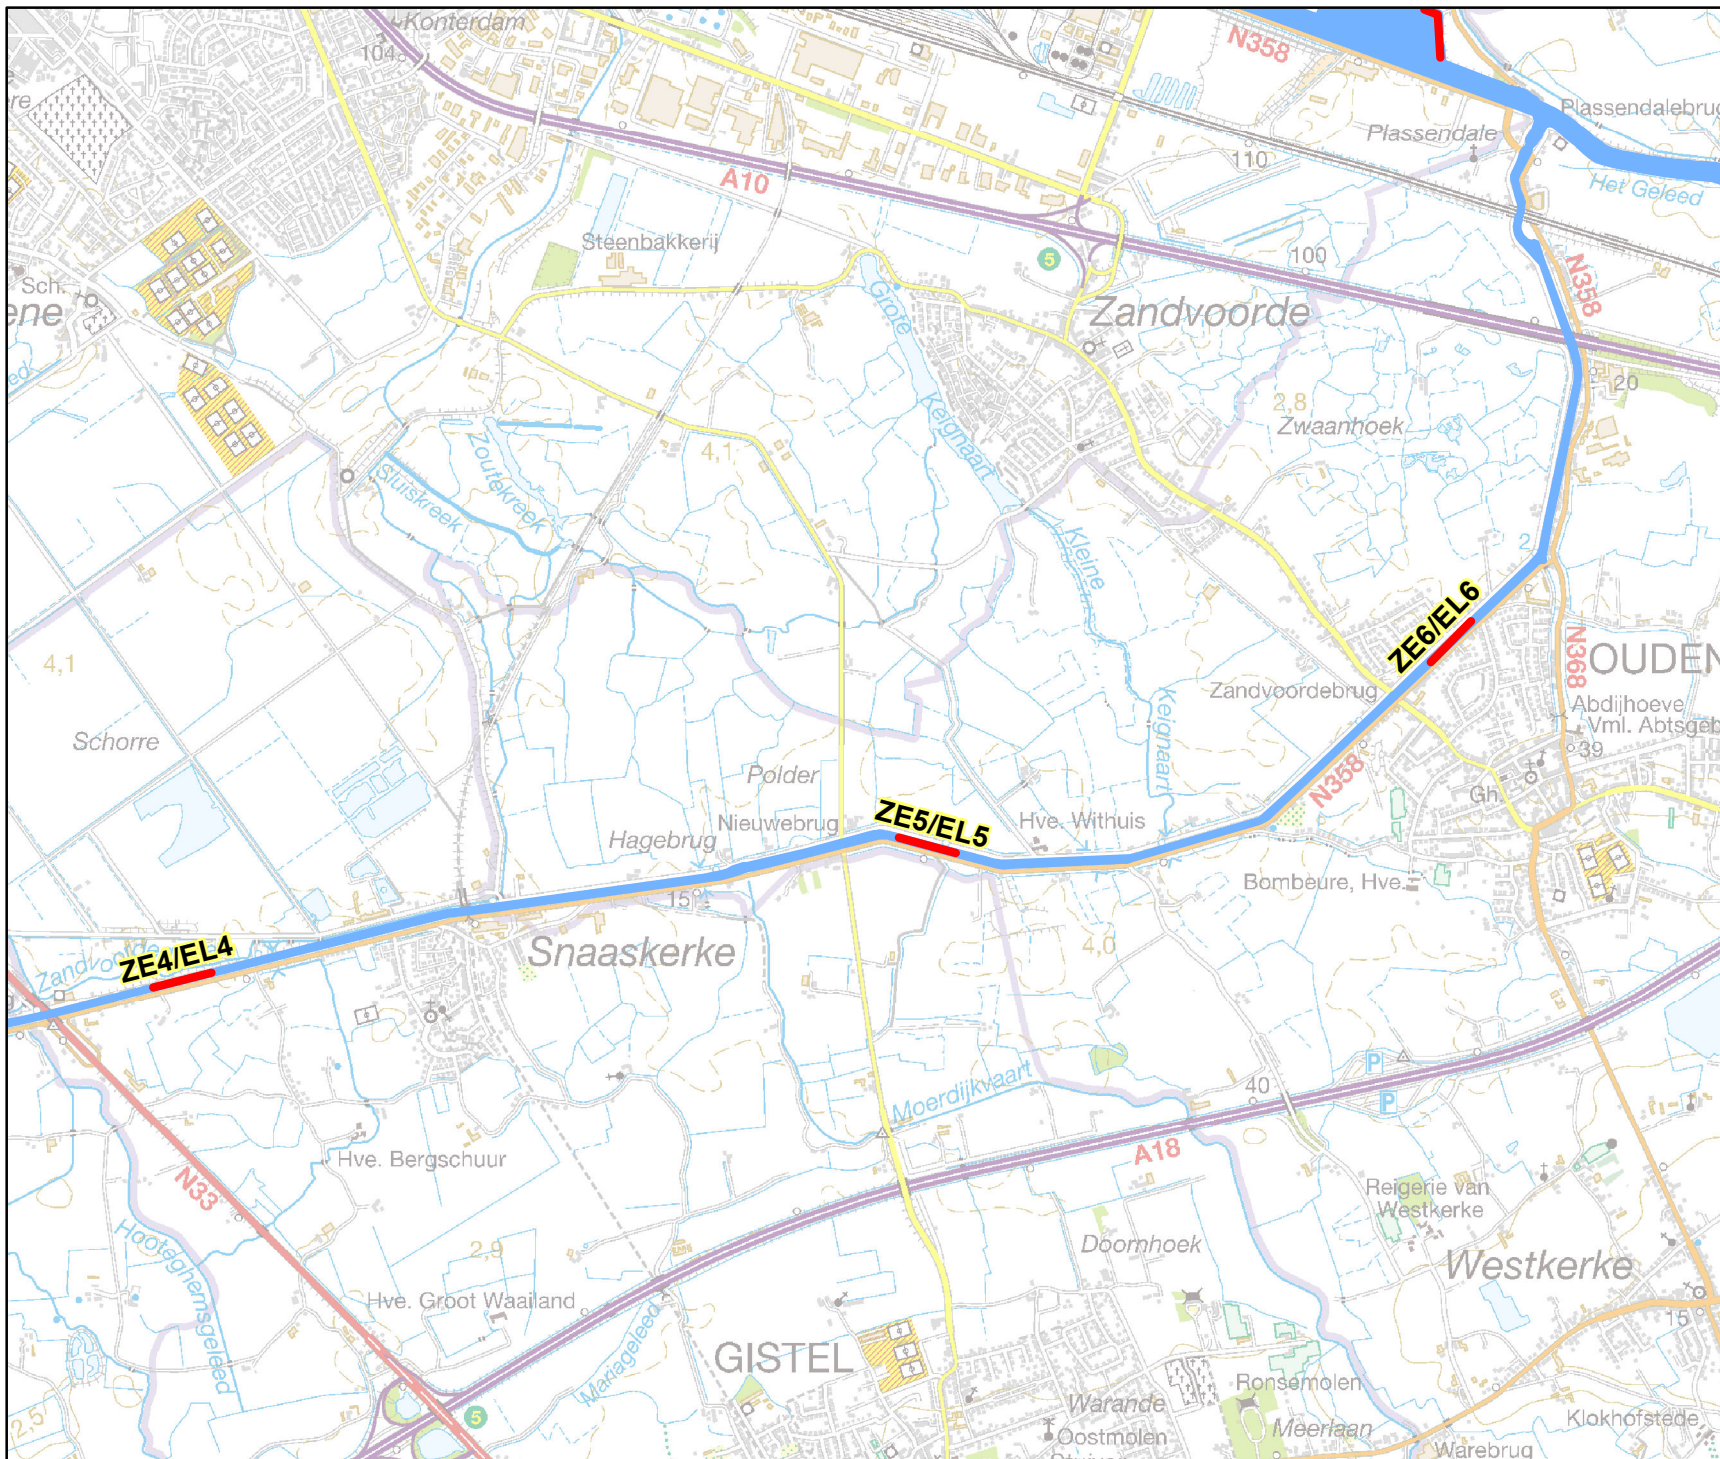 Konterdam
104
N358
Plassendalebrug
Plassendale
110
ere
A10
Het Geleed
Steenbakkerij
5
100
N358
Sch.
ene
Grote
Keignaart
Zandvoorde
20
2,8
Zwaanhoek
4,1
Zoutekreek
Sluiskreek
Kleine
Keignaart
2
ZE6/EL6
N368
OUDEN
4,1
Zandvoordebrug
Abdijhoeve
Vml. Abtsgeb
39
Schorre
Polder
N358
Gh.
ZE5/EL5
Nieuwebrug
Hve. Withuis
Hagebrug
Bombeure, Hve.
15
4,0
Snaaskerke
ZE4/EL4
Moerdijkvaart
P
40
P
A18
Hve. Bergschuur
N33
Reigerie van
Westkerke
Hooteghemsgeleed
2,9
Doornhoek
Westkerke
Hve. Groot Waailand
15
Mariageleed
GISTEL
Ronsemolen
Warande
5
2,5
Oostmolen
Meerlaan
Klokhofstede
Warebrug